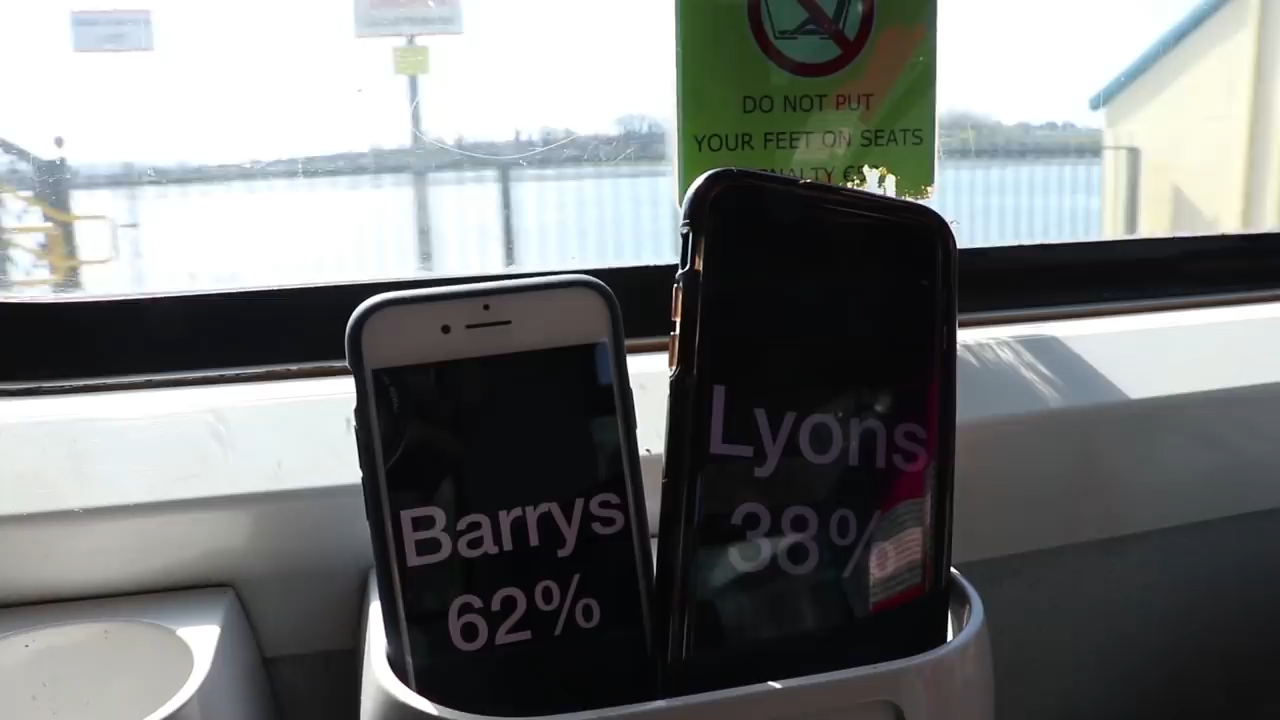 DO NOT PUT
YOUR FEET ON SEATS
Barrys
62%
Lyons
38%